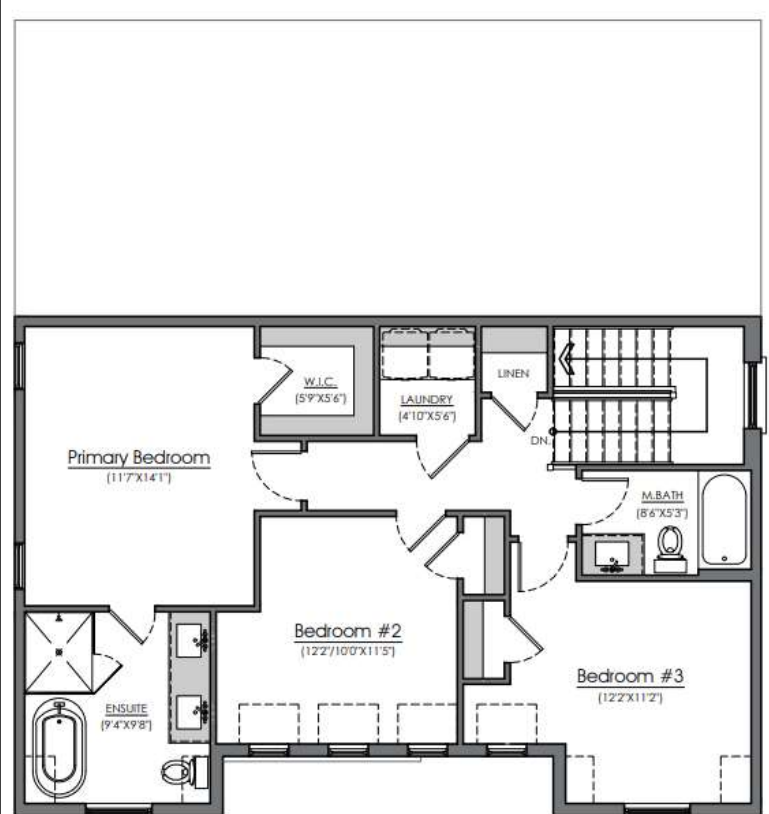 W.I.C.
(5'9"X5'6")
LAUNDRY
(4'10"X5'6")
LINEN
DN.
Primary Bedroom
(11'7"X14'1")
M.BATH
(8'6"X5'3")
Bedroom #2
(12'2"/10'0"X11'5")
Bedroom #3
(12'2"X11'2")
ENSUITE
(9'4"X9'8")